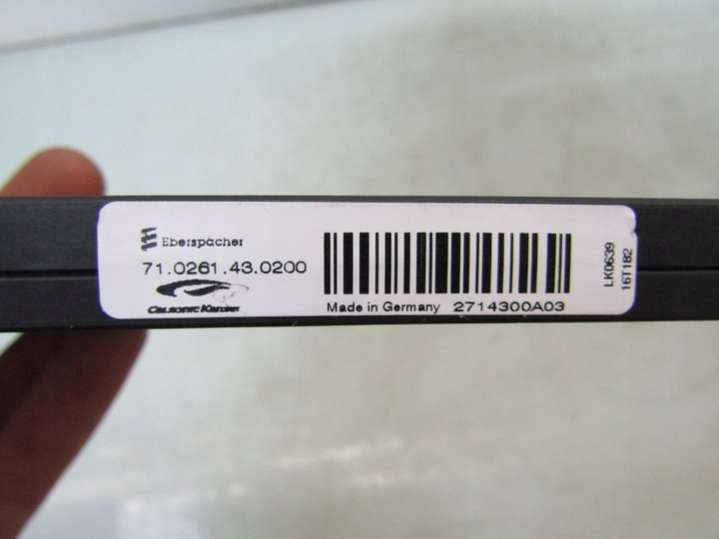 Eberspächer
71.0261.43.0200
CALSONIC KANSEI
Made in Germany 2714300A03
LK0639
16T182